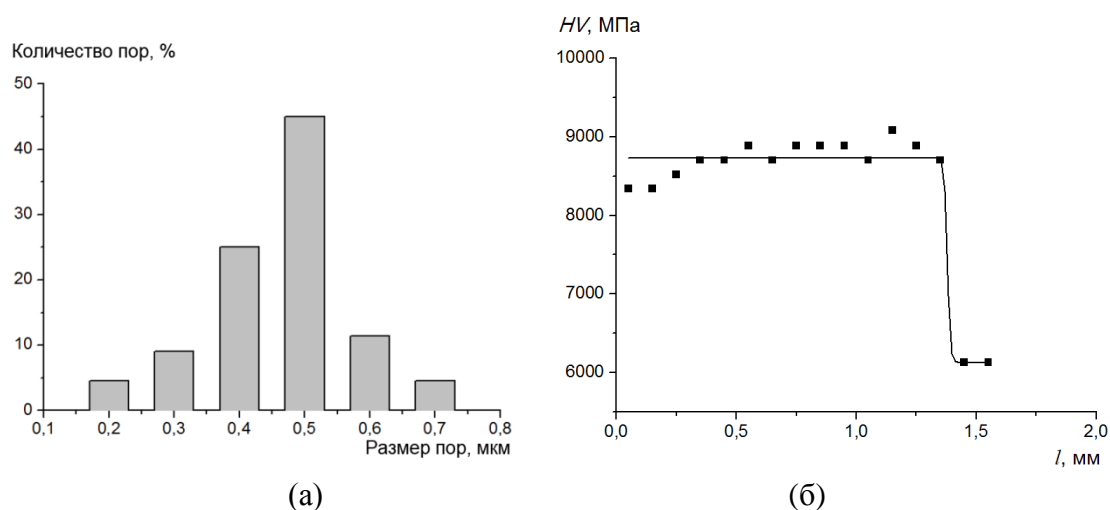 Количество пор, %
50
40
30
20
10
0
0,1 0,2 0,3 0,4 0,5 0,6 0,7 0,8
Размер пор, мкм
(а)
HV, МПа
10000
9000
8000
7000
6000
0,0 0,5 1,0 1,5 2,0
l, мм
(б)